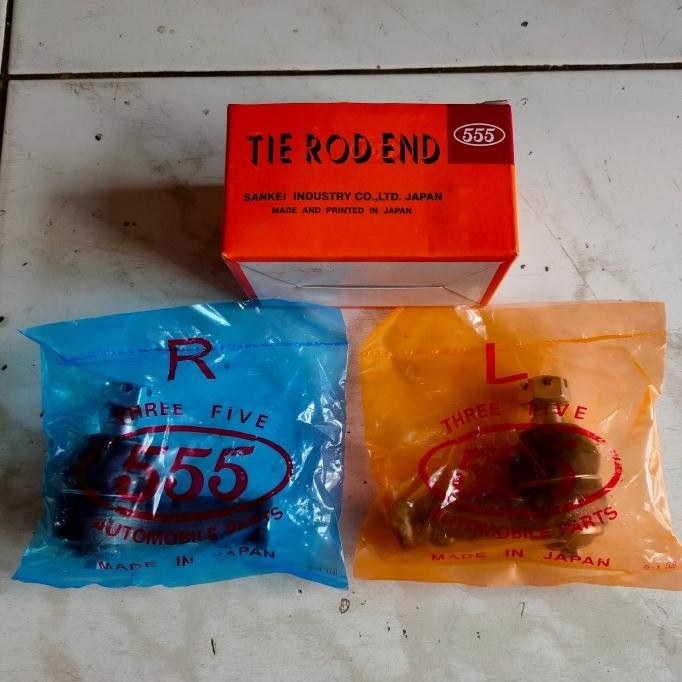 TIE ROD END
555
SANKEI INDUSTRY CO.,LTD. JAPAN
MADE AND PRINTED IN JAPAN
R
THREE FiVE
555
AUTOMOBILE PARTS
MADE IN JAPAN
L
THREE FIVE
555
AUTOMOBILE PARTS
MADE IN JAPAN